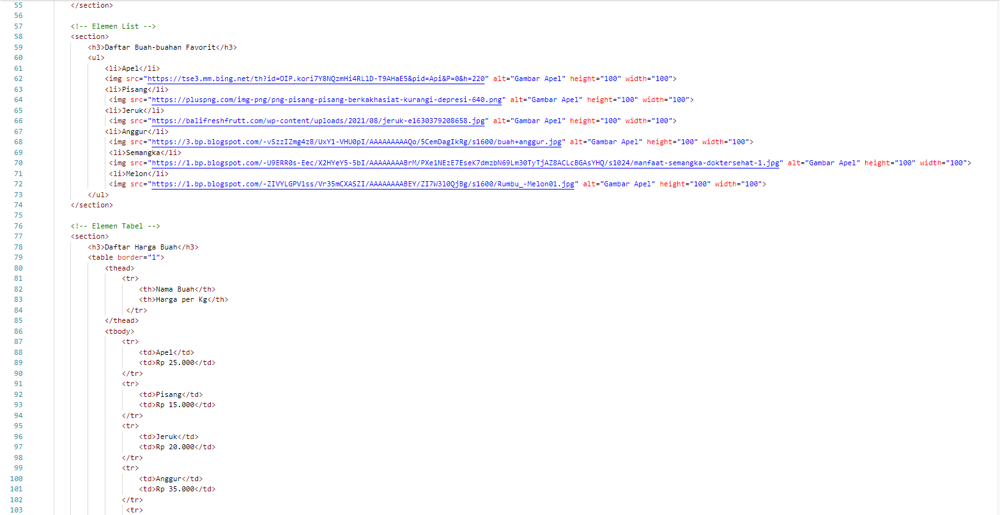 55 </section>
56
57 <!-- Elemen List -->
58 <section>
59 <h3>Daftar Buah-buahan Favorit</h3>
60 <ul>
61 <li>Apel</li>
62 <img src="https://tse3.mm.bing.net/th?id=OIP.kori7Y8NQzmHi4RLlD-T9AHaE5&pid=Api&P=0&h=220" alt="Gambar Apel" height="100" width="100">
63 <li>Pisang</li>
64 <img src="https://pluspng.com/img-png/png-pisang-pisang-berkakhasiat-kurangi-depresi-640.png" alt="Gambar Apel" height="100" width="100">
65 <li>Jeruk</li>
66 <img src="https://balifreshfrutt.com/wp-content/uploads/2021/08/jeruk-e1630379208658.jpg" alt="Gambar Apel" height="100" width="100">
67 <li>Anggur</li>
68 <img src="https://3.bp.blogspot.com/-vSzzIZmg4z8/UxY1-VHU0pI/AAAAAAAAAQo/5CemDagIkRg/s1600/buah+anggur.jpg" alt="Gambar Apel" height="100" width="100">
69 <li>Semangka</li>
70 <img src="https://1.bp.blogspot.com/-U9ERR0s-Eec/X2HYeY5-5bI/AAAAAAAABrM/PXe1NEzE7EseK7dmzbN69Lm30TyTjAZ8ACLcBGAsYHQ/s1024/manfaat-semangka-doktersehat-1.jpg" alt="Gambar Apel" height="100" width="100">
71 <li>Melon</li>
72 <img src="https://1.bp.blogspot.com/-ZIVYLGPV1ss/Vr35mCXASZI/AAAAAAAABEY/ZI7W3l0QjBg/s1600/Rumbu_-Melon01.jpg" alt="Gambar Apel" height="100" width="100">
73 </ul>
74 </section>
75
76 <!-- Elemen Tabel -->
77 <section>
78 <h3>Daftar Harga Buah</h3>
79 <table border="1">
80 <thead>
81 <tr>
82 <th>Nama Buah</th>
83 <th>Harga per Kg</th>
84 </tr>
85 </thead>
86 <tbody>
87 <tr>
88 <td>Apel</td>
89 <td>Rp 25.000</td>
90 </tr>
91 <tr>
92 <td>Pisang</td>
93 <td>Rp 15.000</td>
94 </tr>
95 <tr>
96 <td>Jeruk</td>
97 <td>Rp 20.000</td>
98 </tr>
99 <tr>
100 <td>Anggur</td>
101 <td>Rp 35.000</td>
102 </tr>
103 <tr>